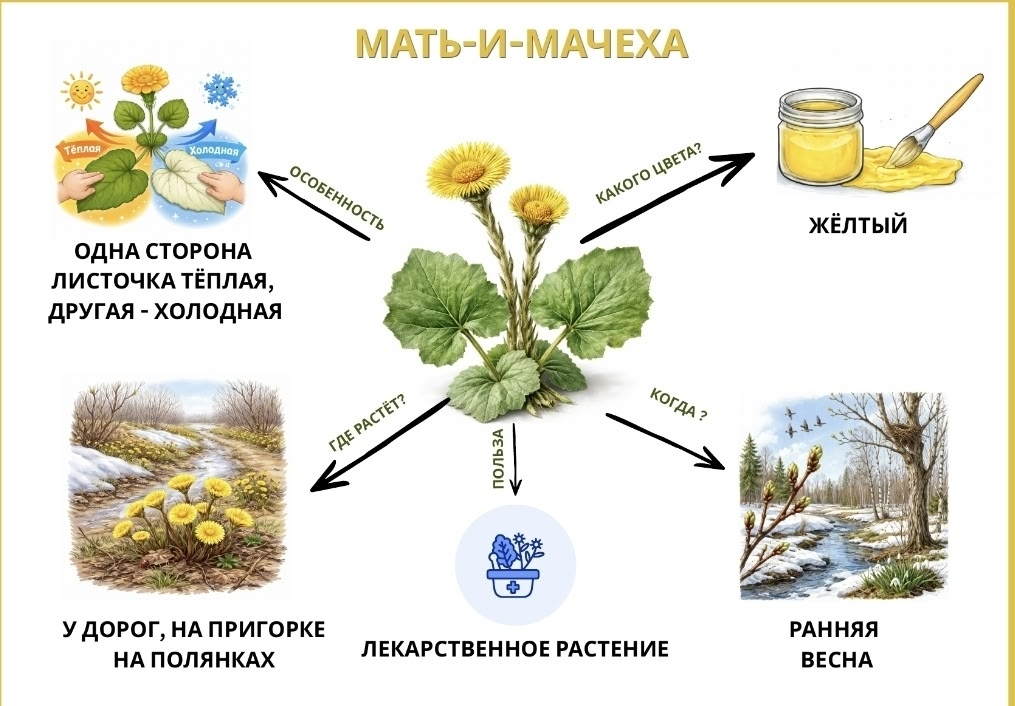 МАТЬ-И-МАЧЕХА
Тёплая
Холодная
ОСОБЕННОСТЬ
ОДНА СТОРОНА
ЛИСТОЧКА ТЁПЛАЯ,
ДРУГАЯ - ХОЛОДНАЯ
КАКОГО ЦВЕТА?
ЖЁЛТЫЙ
ГДЕ РАСТЁТ?
У ДОРОГ, НА ПРИГОРКЕ
НА ПОЛЯНКАХ
ПОЛЬЗА
ЛЕКАРСТВЕННОЕ РАСТЕНИЕ
КОГДА ?
РАННЯЯ
ВЕСНА